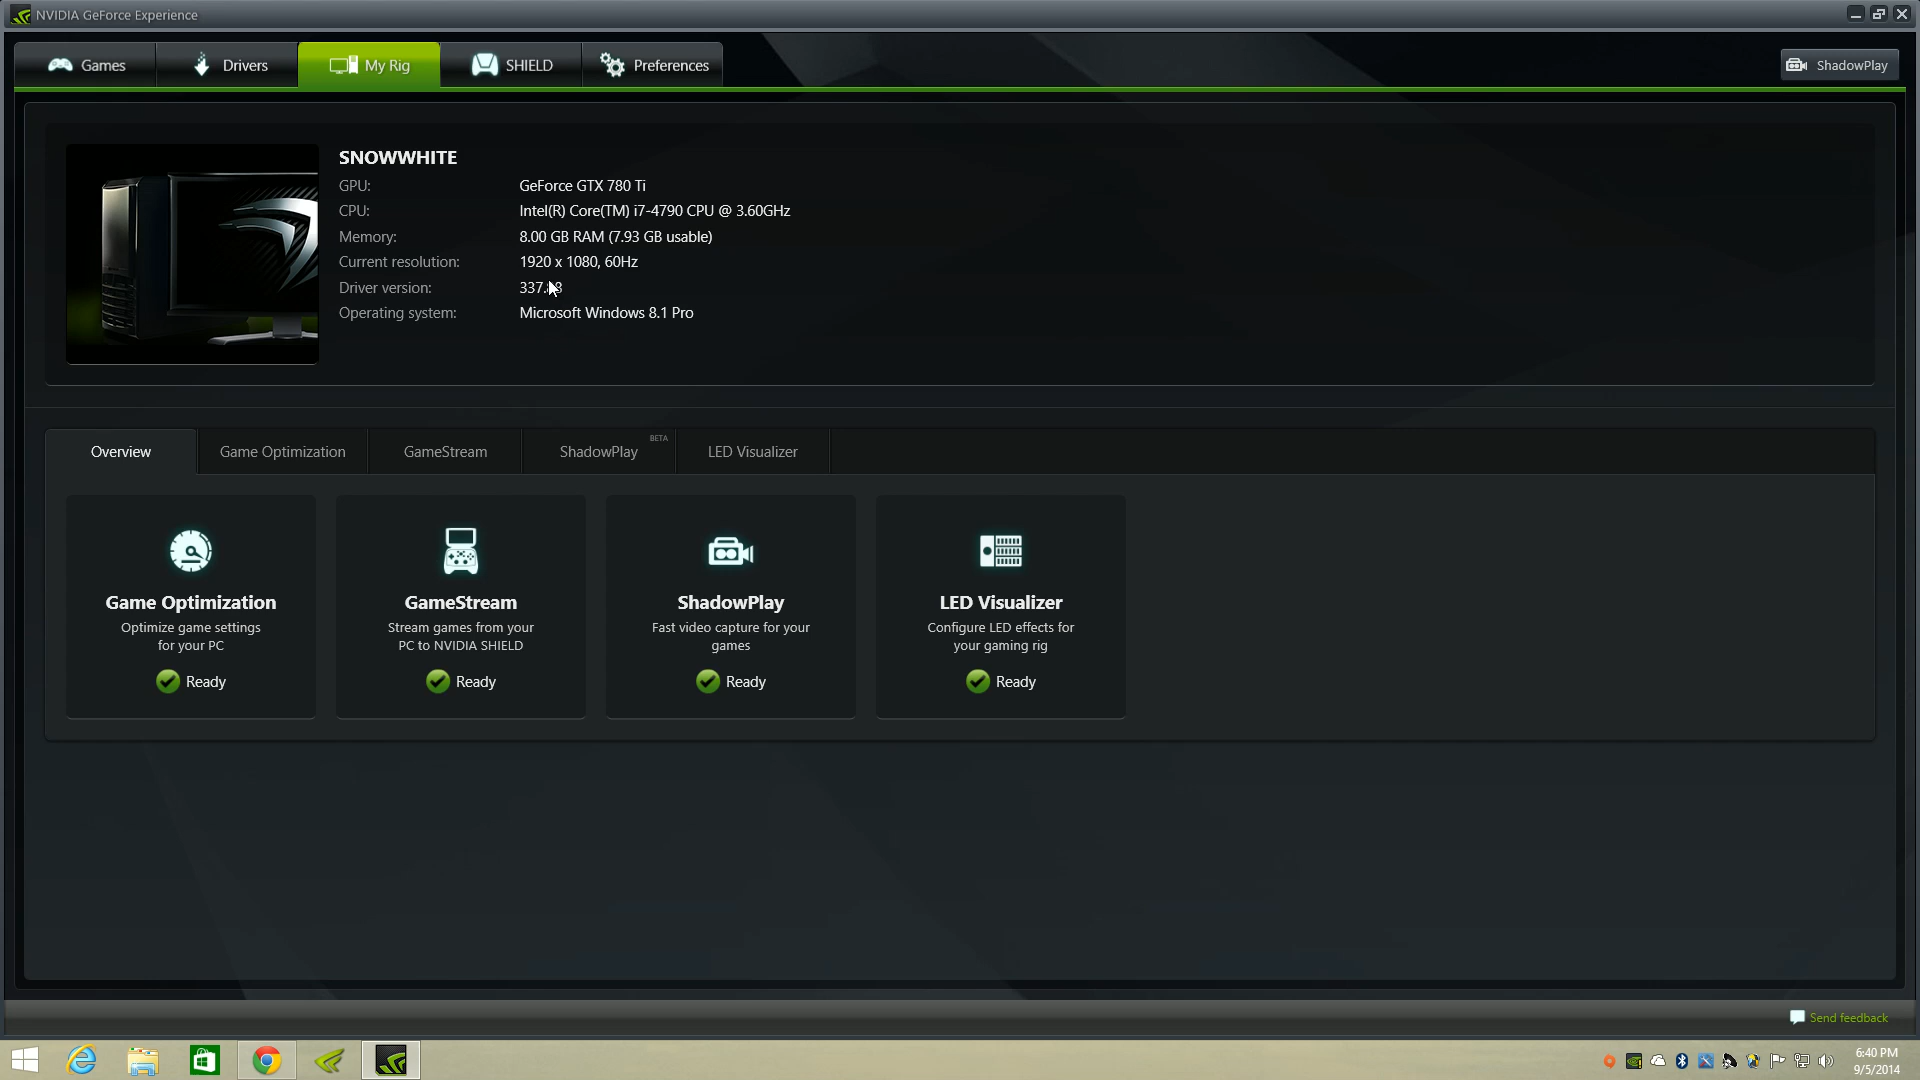 NVIDIA GeForce Experience
Games
Drivers
My Rig
SHIELD
Preferences
ShadowPlay
SNOWWHITE
GPU: GeForce GTX 780 Ti
CPU: Intel(R) Core(TM) i7-4790 CPU @ 3.60GHz
Memory: 8.00 GB RAM (7.93 GB usable)
Current resolution: 1920 x 1080, 60Hz
Driver version:
Operating system: Microsoft Windows 8.1 Pro
Overview
Game Optimization
GameStream
ShadowPlay
BETA
LED Visualizer
Game Optimization
Optimize game settings
for your PC
Ready
GameStream
Stream games from your
PC to NVIDIA SHIELD
Ready
ShadowPlay
Fast video capture for your
games
Ready
LED Visualizer
Configure LED effects for
your gaming rig
Ready
Send feedback
6:40 PM
9/5/2014